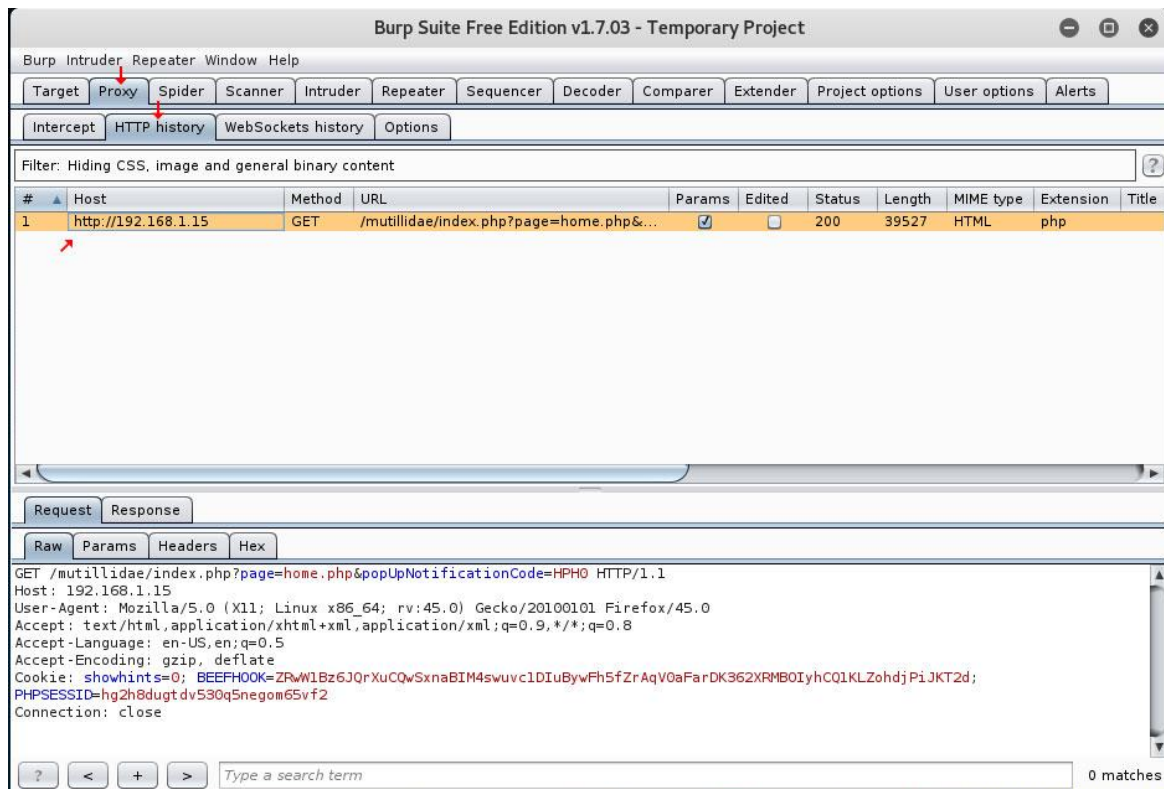 Burp Suite Free Edition v1.7.03 - Temporary Project
Burp Intruder Repeater Window Help
Target Proxy Spider Scanner Intruder Repeater Sequencer Decoder Comparer Extender Project options User options Alerts
Intercept HTTP history WebSockets history Options
Filter: Hiding CSS, image and general binary content ?
# Host Method URL Params Edited Status Length MIME type Extension Title
1 http://192.168.1.15 GET /mutillidae/index.php?page=home.php&... 200 39527 HTML php
Request Response
Raw Params Headers Hex
GET /mutillidae/index.php?page=home.php&popUpNotificationCode=HPH0 HTTP/1.1
Host: 192.168.1.15
User-Agent: Mozilla/5.0 (X11; Linux x86_64; rv:45.0) Gecko/20100101 Firefox/45.0
Accept: text/html,application/xhtml+xml,application/xml;q=0.9,*/*;q=0.8
Accept-Language: en-US,en;q=0.5
Accept-Encoding: gzip, deflate
Cookie: showhints=0; BEEFHOOK=ZRwWlBz6JQrXuCQwSxnaBIM4swuvclDIuBywFh5fZrAqVOaFarDK362XRMBOIyhCQ1KLZohdjPiJKT2d;
PHPSESSID=hg2h8dugtdv530q5negom65vf2
Connection: close
? < + > Type a search term 0 matches